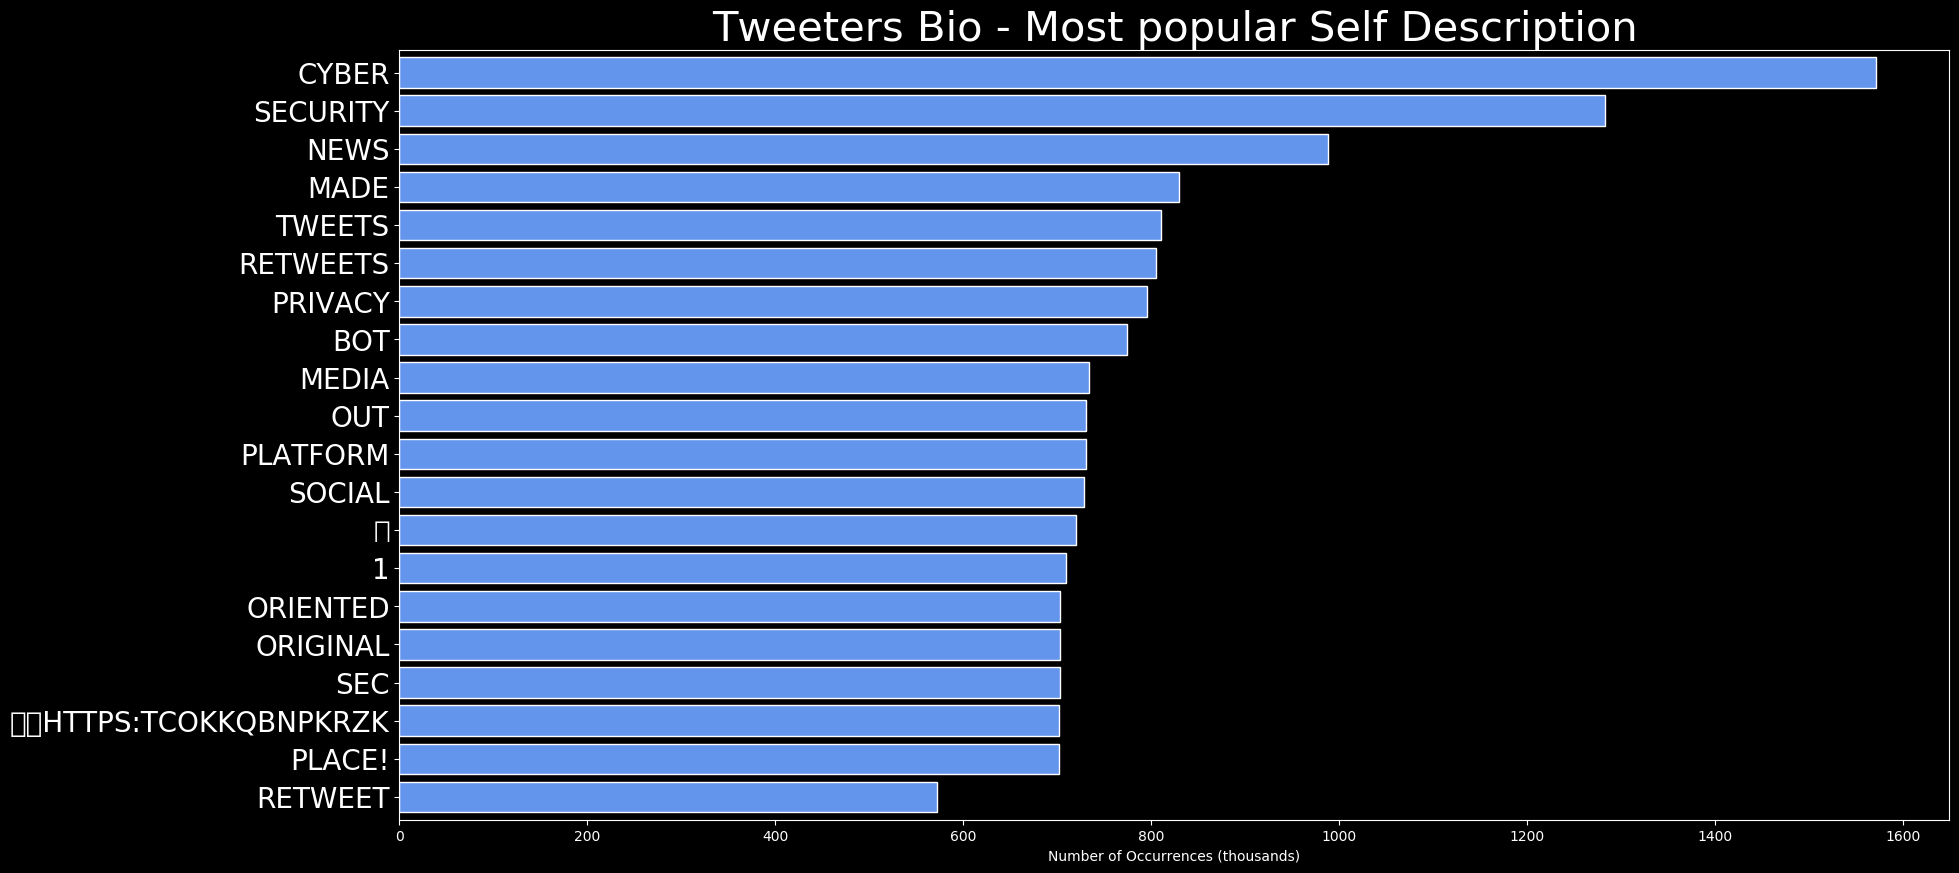 Tweeters Bio - Most popular Self Description
CYBER
SECURITY
NEWS
MADE
TWEETS
RETWEETS
PRIVACY
BOT
MEDIA
OUT
PLATFORM
SOCIAL
1
ORIENTED
ORIGINAL
SEC
HTTPS:TCOKKQBNPKRZK
PLACE!
RETWEET
0 200 400 600 800 1000 1200 1400 1600
Number of Occurrences (thousands)